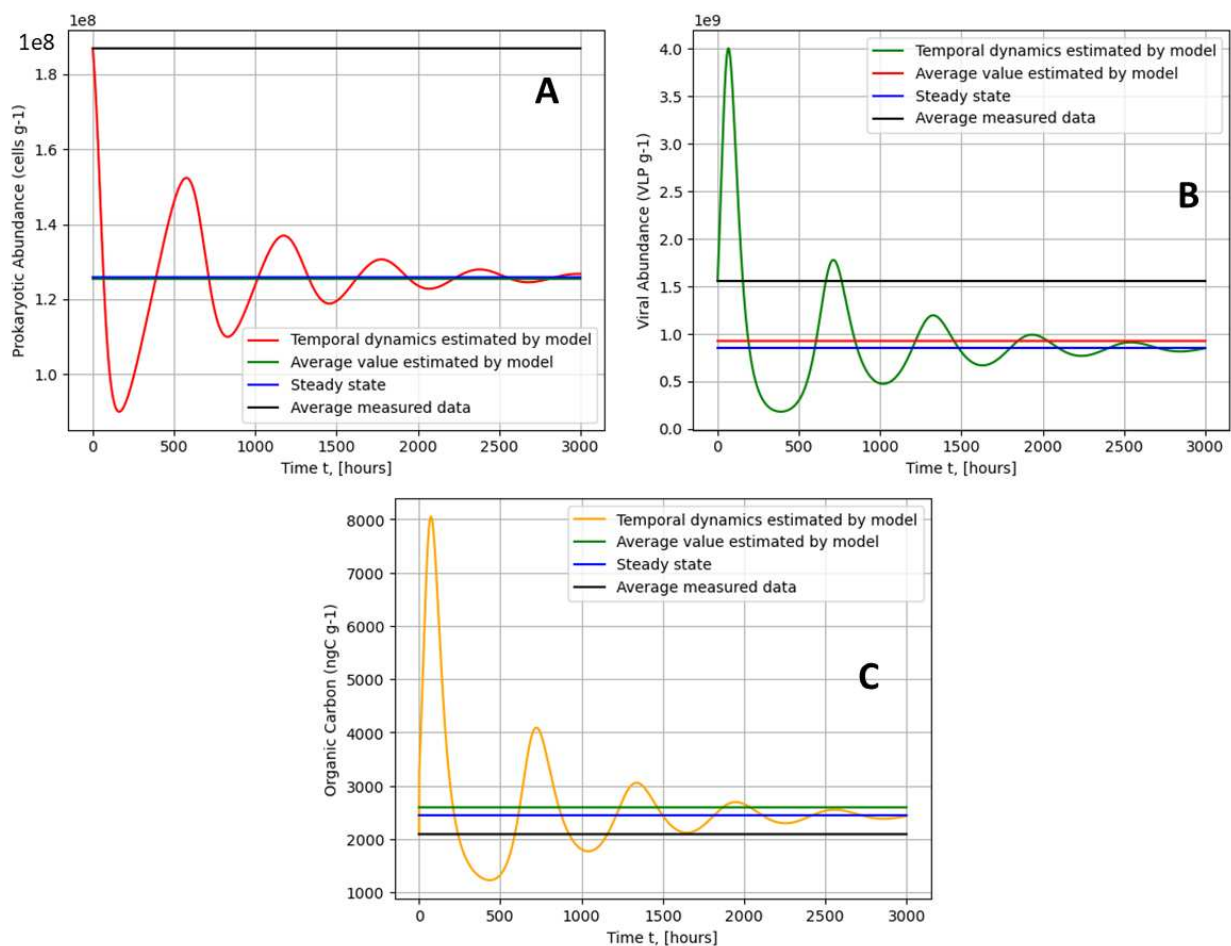 1e8
1e8
1.8
1.6
1.4
1.2
1.0
Prokaryotic Abundance (cells g-1)
A
Temporal dynamics estimated by model
Average value estimated by model
Steady state
Average measured data
0 500 1000 1500 2000 2500 3000
Time t, [hours]
1e9
4.0
3.5
3.0
2.5
2.0
1.5
1.0
0.5
0.0
Viral Abundance (VLP g-1)
Temporal dynamics estimated by model
Average value estimated by model
Steady state
Average measured data
B
0 500 1000 1500 2000 2500 3000
Time t, [hours]
8000
7000
6000
5000
4000
3000
2000
1000
Organic Carbon (ngC g-1)
Temporal dynamics estimated by model
Average value estimated by model
Steady state
Average measured data
C
0 500 1000 1500 2000 2500 3000
Time t, [hours]